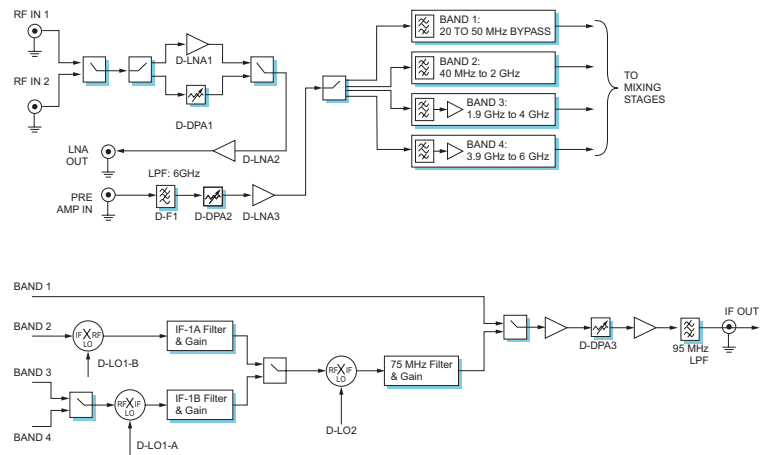 RF IN 1
RF IN 2
D-LNA1
D-DPA1
LNA
OUT
D-LNA2
LPF: 6GHz
PRE
AMP IN
D-F1
D-DPA2
D-LNA3
BAND 1:
20 TO 50 MHz BYPASS
BAND 2:
40 MHz to 2 GHz
BAND 3:
1.9 GHz to 4 GHz
BAND 4:
3.9 GHz to 6 GHz
TO
MIXING
STAGES
BAND 1
BAND 2
IF X RF
LO
D-LO1-B
IF-1A Filter
& Gain
BAND 3
BAND 4
RF X IF
LO
D-LO1-A
IF-1B Filter
& Gain
RF X IF
LO
D-LO2
75 MHz Filter
& Gain
D-DPA3
95 MHz
LPF
IF OUT